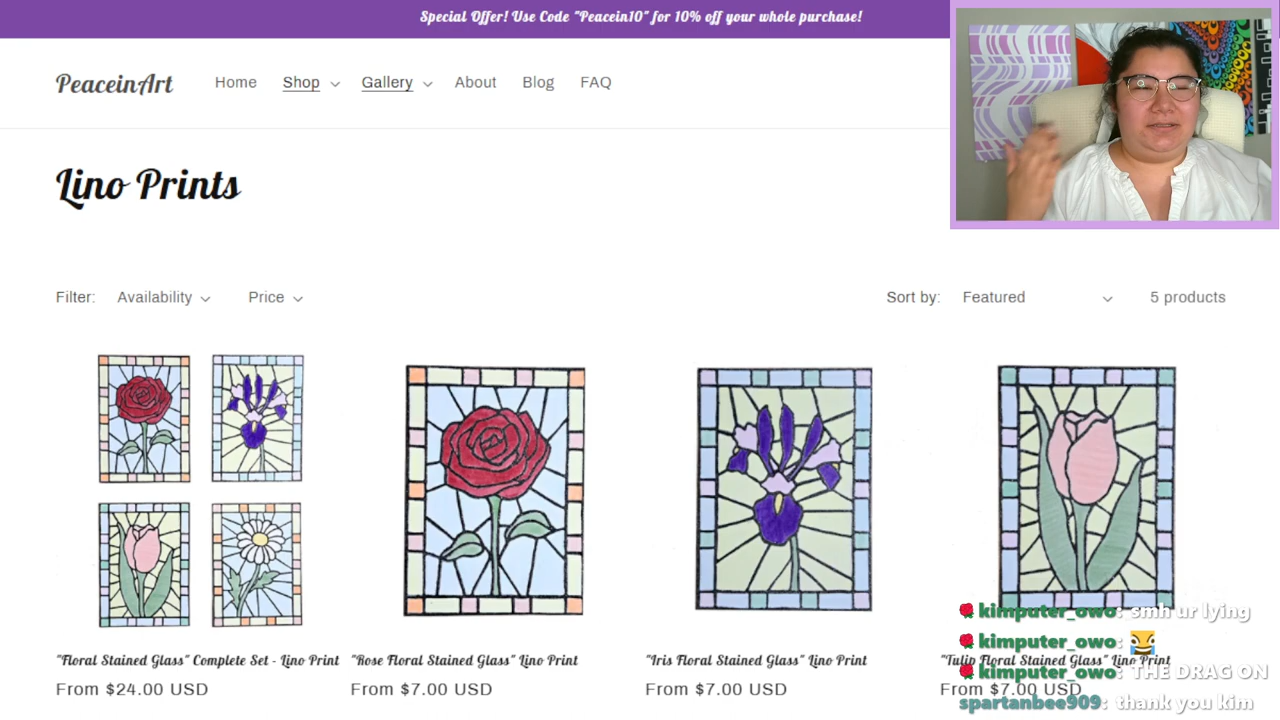 Special Offer! Use Code "Peacein10" for 10% off your whole purchase!
PeaceinArt Home Shop Gallery About Blog FAQ
Lino Prints
Filter: Availability Price Sort by: Featured 5 products
"Floral Stained Glass" Complete Set - Lino Print
From $24.00 USD
"Rose Floral Stained Glass" Lino Print
From $7.00 USD
"Iris Floral Stained Glass" Lino Print
From $7.00 USD
"Tulip Floral Stained Glass" Lino Print
From $7.00 USD
kimputer_owo: smh ur lying
kimputer_owo:
kimputer_owo: THE DRAG ON
spartanbee909: thank you kim